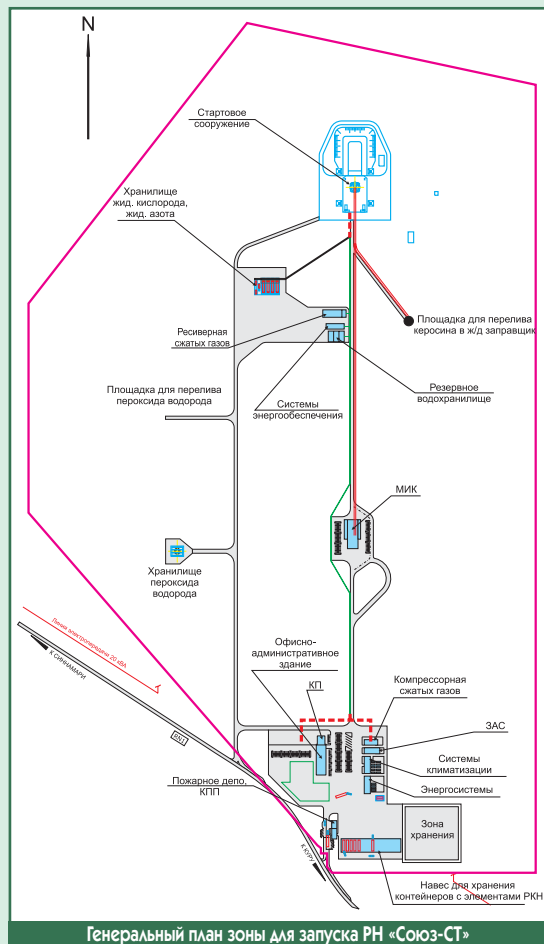 N
Стартовое
сооружение
Хранилище
жид. кислорода,
жид. азота
Площадка для перелива
керосина в ж/д заправщик
Ресиверная
сжатых газов
Резервное
водохранилище
Площадка для перелива
пероксида водорода
Системы
энергообеспечения
МИК
Хранилище
пероксида
водорода
Линия электропередача 20 кВА
К СИННАМАРИ
RN1
Офисно-
административное
здание
КП
Компрессорная
сжатых газов
ЗАС
Системы
климатизации
Энергосистемы
Пожарное депо,
КПП
Зона
хранения
К КУРУ
Навес для хранения
контейнеров с элементами РКН
Генеральный план зоны для запуска РН «Союз-СТ»